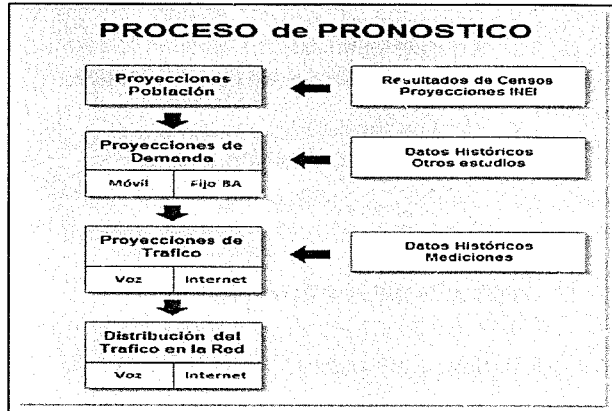 PROCESO de PRONOSTICO
Proyecciones
Población
Resultados de Censos
Proyecciones INEI
Proyecciones de
Demanda
Móvil
Fijo BA
Datos Históricos
Otros estudios
Proyecciones de
Trafico
Voz
Internet
Datos Históricos
Mediciones
Distribución del
Trafico en la Red
Voz
Internet